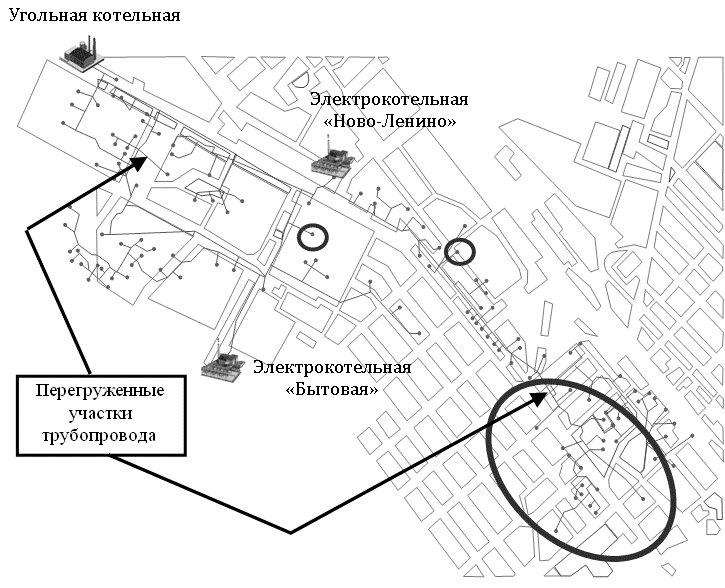 Угольная котельная
Электрокотельная
«Ново-Ленино»
Электрокотельная
«Бытовая»
Перегруженные
участки
трубопровода